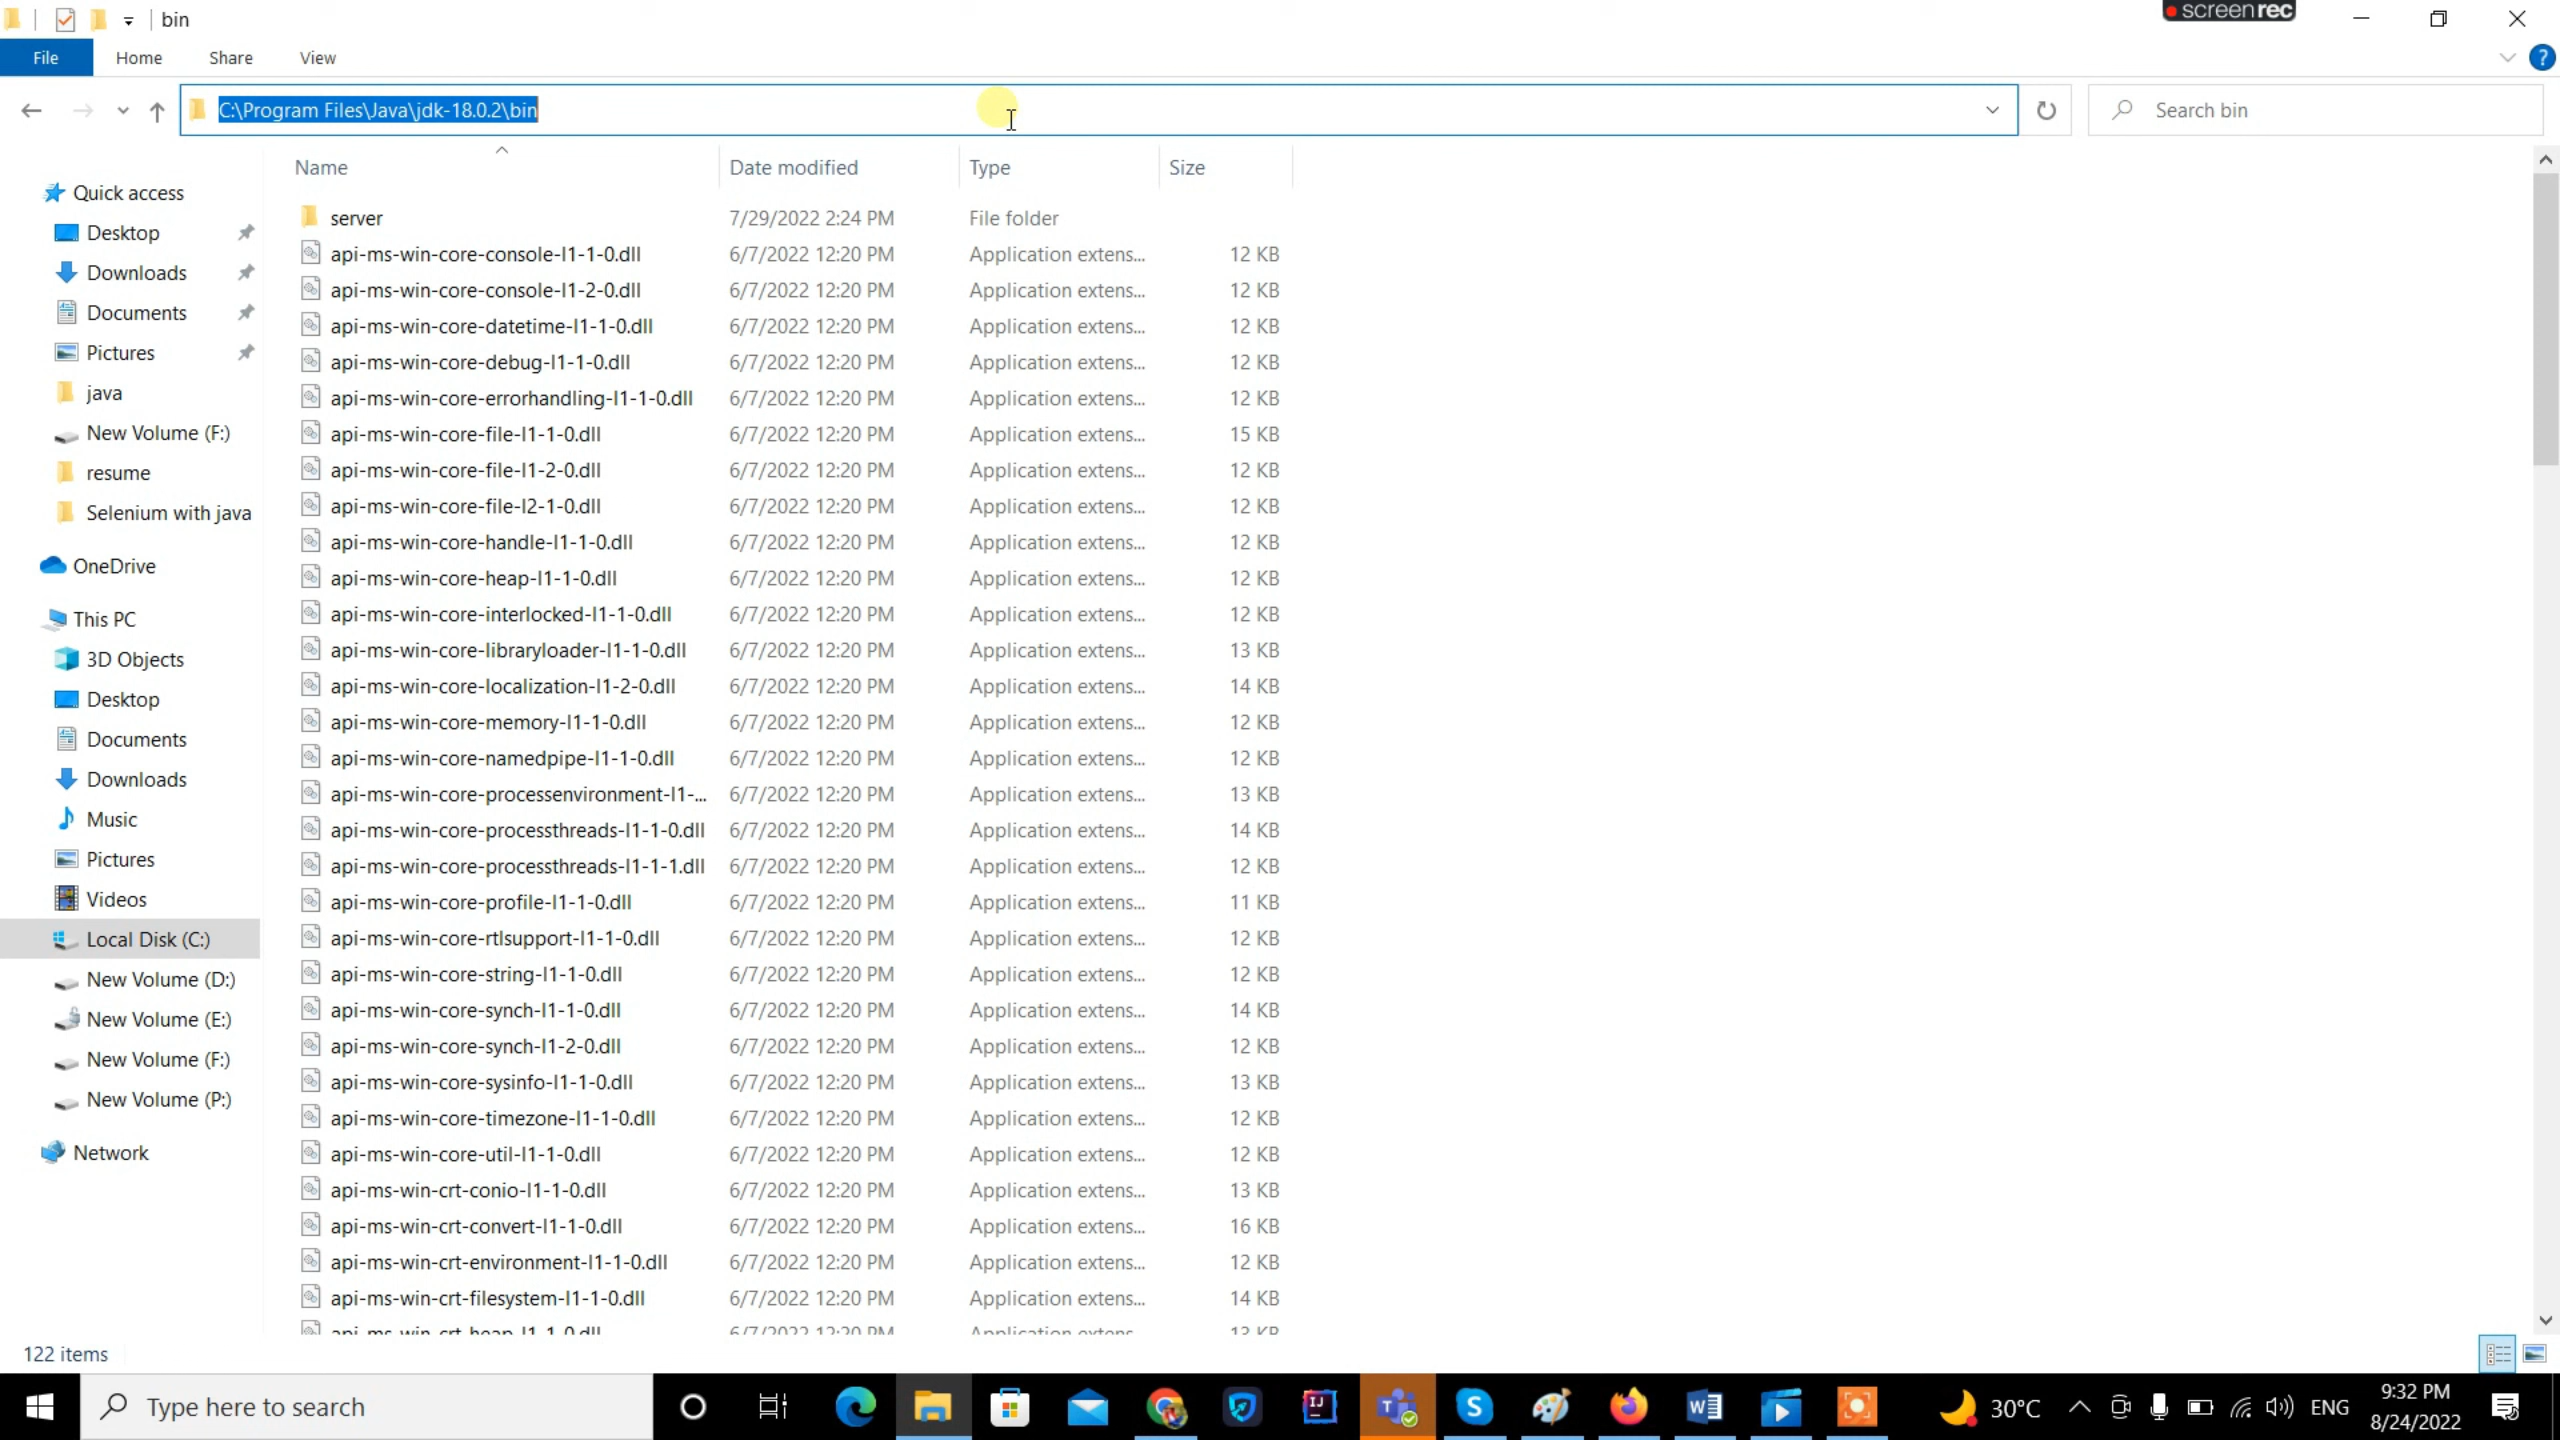 bin
screenrec
File Home Share View
C:\Program Files\Java\jdk-18.0.2\bin
Search bin
Name Date modified Type Size
Quick access
Desktop
Downloads
Documents
Pictures
java
New Volume (F:)
resume
Selenium with java
OneDrive
This PC
3D Objects
Desktop
Documents
Downloads
Music
Pictures
Videos
Local Disk (C:)
New Volume (D:)
New Volume (E:)
New Volume (F:)
New Volume (P:)
Network
server 7/29/2022 2:24 PM File folder
api-ms-win-core-console-l1-1-0.dll 6/7/2022 12:20 PM Application extens... 12 KB
api-ms-win-core-console-l1-2-0.dll 6/7/2022 12:20 PM Application extens... 12 KB
api-ms-win-core-datetime-l1-1-0.dll 6/7/2022 12:20 PM Application extens... 12 KB
api-ms-win-core-debug-l1-1-0.dll 6/7/2022 12:20 PM Application extens... 12 KB
api-ms-win-core-errorhandling-l1-1-0.dll 6/7/2022 12:20 PM Application extens... 12 KB
api-ms-win-core-file-l1-1-0.dll 6/7/2022 12:20 PM Application extens... 15 KB
api-ms-win-core-file-l1-2-0.dll 6/7/2022 12:20 PM Application extens... 12 KB
api-ms-win-core-file-l2-1-0.dll 6/7/2022 12:20 PM Application extens... 12 KB
api-ms-win-core-handle-l1-1-0.dll 6/7/2022 12:20 PM Application extens... 12 KB
api-ms-win-core-heap-l1-1-0.dll 6/7/2022 12:20 PM Application extens... 12 KB
api-ms-win-core-interlocked-l1-1-0.dll 6/7/2022 12:20 PM Application extens... 12 KB
api-ms-win-core-libraryloader-l1-1-0.dll 6/7/2022 12:20 PM Application extens... 13 KB
api-ms-win-core-localization-l1-2-0.dll 6/7/2022 12:20 PM Application extens... 14 KB
api-ms-win-core-memory-l1-1-0.dll 6/7/2022 12:20 PM Application extens... 12 KB
api-ms-win-core-namedpipe-l1-1-0.dll 6/7/2022 12:20 PM Application extens... 12 KB
api-ms-win-core-processenvironment-l1-... 6/7/2022 12:20 PM Application extens... 13 KB
api-ms-win-core-processthreads-l1-1-0.dll 6/7/2022 12:20 PM Application extens... 14 KB
api-ms-win-core-processthreads-l1-1-1.dll 6/7/2022 12:20 PM Application extens... 12 KB
api-ms-win-core-profile-l1-1-0.dll 6/7/2022 12:20 PM Application extens... 11 KB
api-ms-win-core-rtlsupport-l1-1-0.dll 6/7/2022 12:20 PM Application extens... 12 KB
api-ms-win-core-string-l1-1-0.dll 6/7/2022 12:20 PM Application extens... 12 KB
api-ms-win-core-synch-l1-1-0.dll 6/7/2022 12:20 PM Application extens... 14 KB
api-ms-win-core-synch-l1-2-0.dll 6/7/2022 12:20 PM Application extens... 12 KB
api-ms-win-core-sysinfo-l1-1-0.dll 6/7/2022 12:20 PM Application extens... 13 KB
api-ms-win-core-timezone-l1-1-0.dll 6/7/2022 12:20 PM Application extens... 12 KB
api-ms-win-core-util-l1-1-0.dll 6/7/2022 12:20 PM Application extens... 12 KB
api-ms-win-crt-conio-l1-1-0.dll 6/7/2022 12:20 PM Application extens... 13 KB
api-ms-win-crt-convert-l1-1-0.dll 6/7/2022 12:20 PM Application extens... 16 KB
api-ms-win-crt-environment-l1-1-0.dll 6/7/2022 12:20 PM Application extens... 12 KB
api-ms-win-crt-filesystem-l1-1-0.dll 6/7/2022 12:20 PM Application extens... 14 KB
api-ms-win-crt-heap-l1-1-0.dll 6/7/2022 12:20 PM Application extens... 13 KB
122 items
Type here to search
30°C
ENG
9:32 PM
8/24/2022